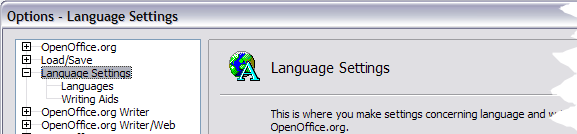 Options - Language Settings
OpenOffice.org
Load/Save
Language Settings
Languages
Writing Aids
OpenOffice.org Writer
OpenOffice.org Writer/Web
Language Settings
This is where you make settings concerning language and
OpenOffice.org.